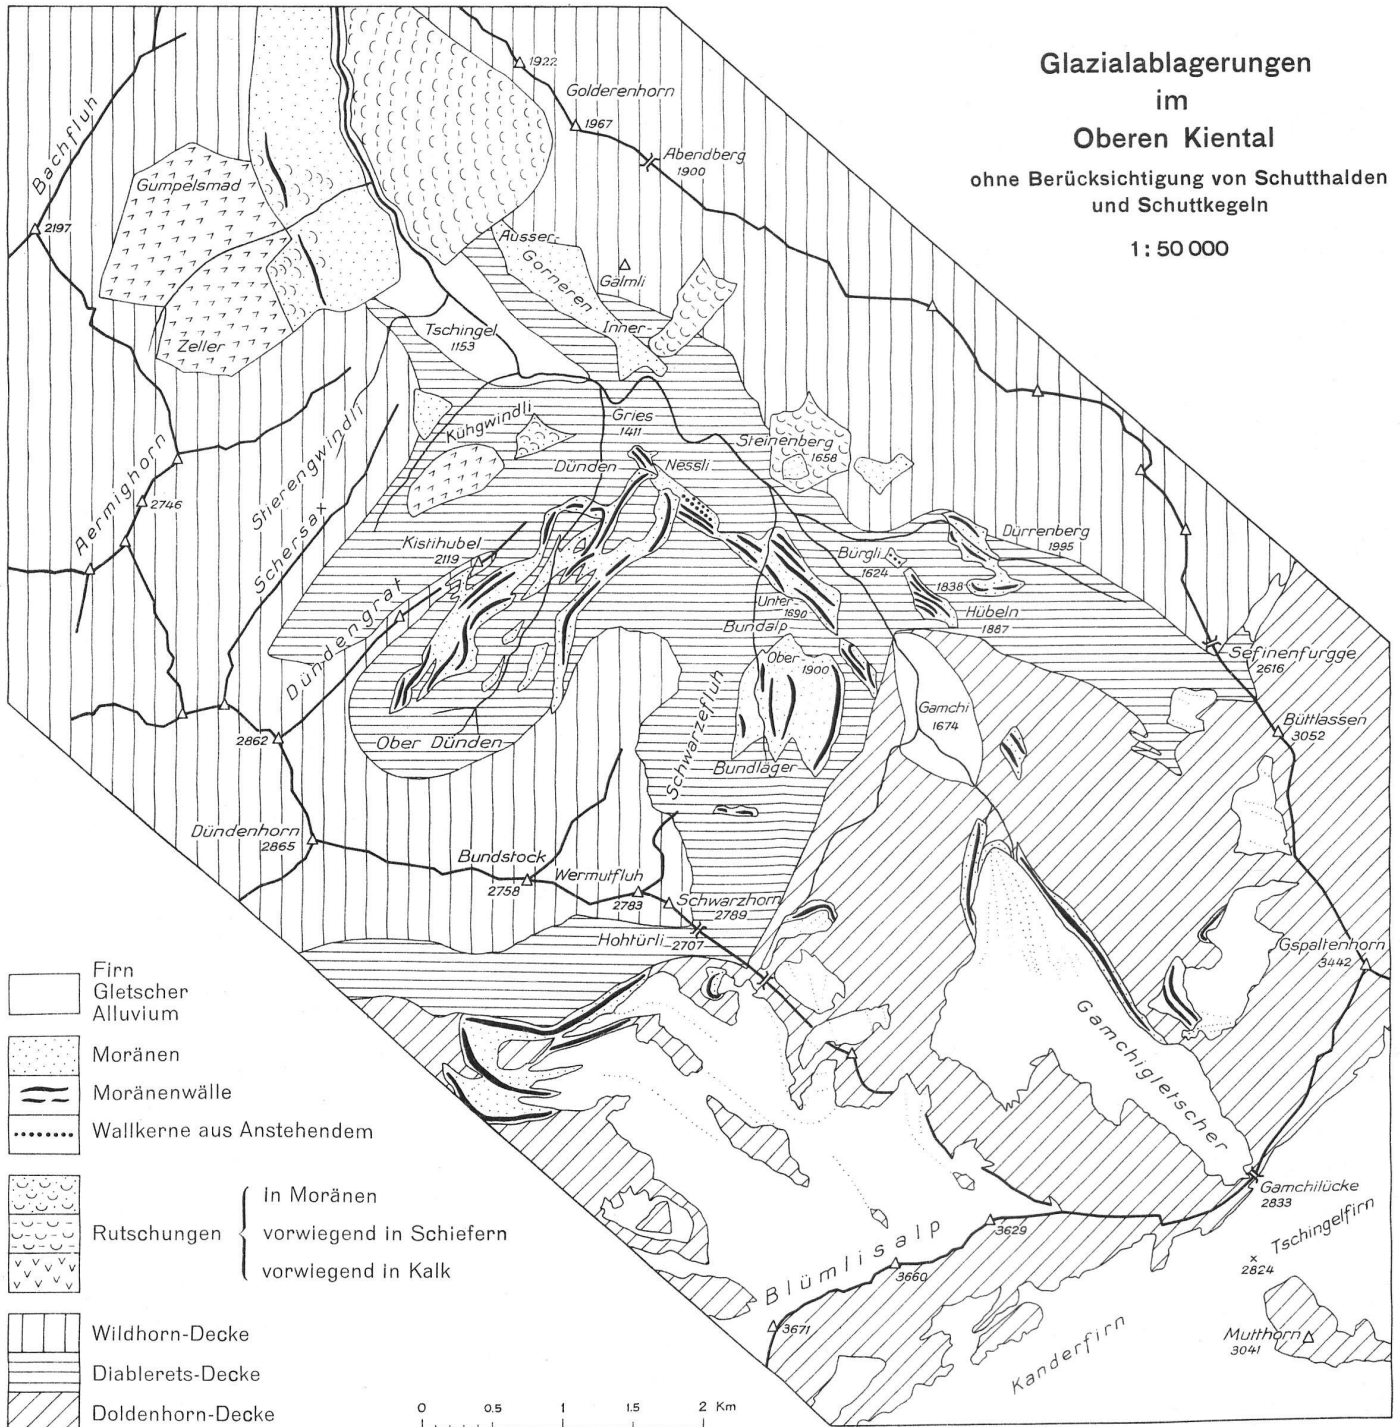 Glazialablagerungen
im
Oberen Kiental
ohne Berücksichtigung von Schutthalden
und Schuttkegeln
1:50 000
1922
Golderenhorn
1967
Abendberg
1900
Bachfluh
Gumpelsmad
2197
Ausser-
Gorneren
Galmli
Inner-
Tschingel
1153
Zeller
Gries
1411
Kühgwindli
Steinenberg
1658
Dünden
Nessli
Aermighorn
2746
Stierengwindli
Schersax
Kistihubel
2119
Dürrenberg
1995
Bürgli
1624
1838
Hübeln
1887
Unter-
1690
Bundalp
Ober
1900
Dündengrat
Sefinenfurgge
2616
Schwarzefluh
Gamchi
1674
Büttlassen
3052
2862
Ober Dünden
Bundläger
Dündenhorn
2865
Bundstock
2758
Wermutfluh
2783
Schwarzhorn
2789
Hohtürli 2707
Gspaltenhorn
3442
Gamchigletscher
Gamchilücke
2833
Tschingelfirn
2824
Blümlisalp
3629
3660
3671
Kanderfirn
Mutthorn
3041
Firn
Gletscher
Alluvium
Moränen
Moränenwälle
Wallkerne aus Anstehendem
Rutschungen
in Moränen
vorwiegend in Schiefern
vorwiegend in Kalk
Wildhorn-Decke
Diablerets-Decke
Doldenhorn-Decke
0 0.5 1 1.5 2 Km